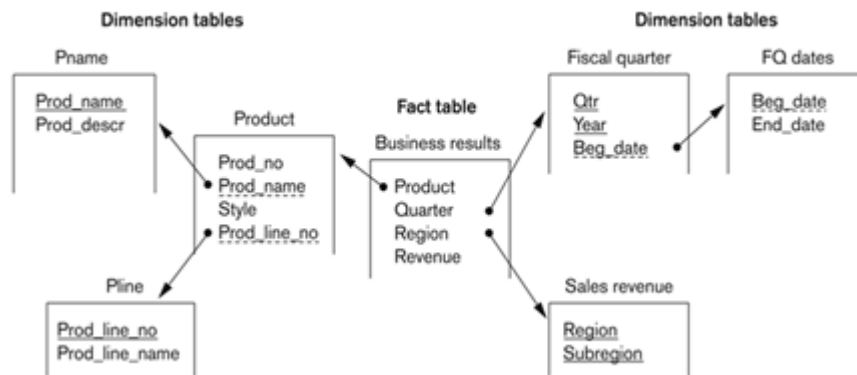 Dimension tables
Dimension tables
Pname
Prod_name
Prod_descr
Product
Prod_no
Prod_name
Style
Prod_line_no
Pline
Prod_line_no
Prod_line_name
Fact table
Business results
Product
Quarter
Region
Revenue
Fiscal quarter
Qtr
Year
Beg_date
FQ dates
Beg_date
End_date
Sales revenue
Region
Subregion